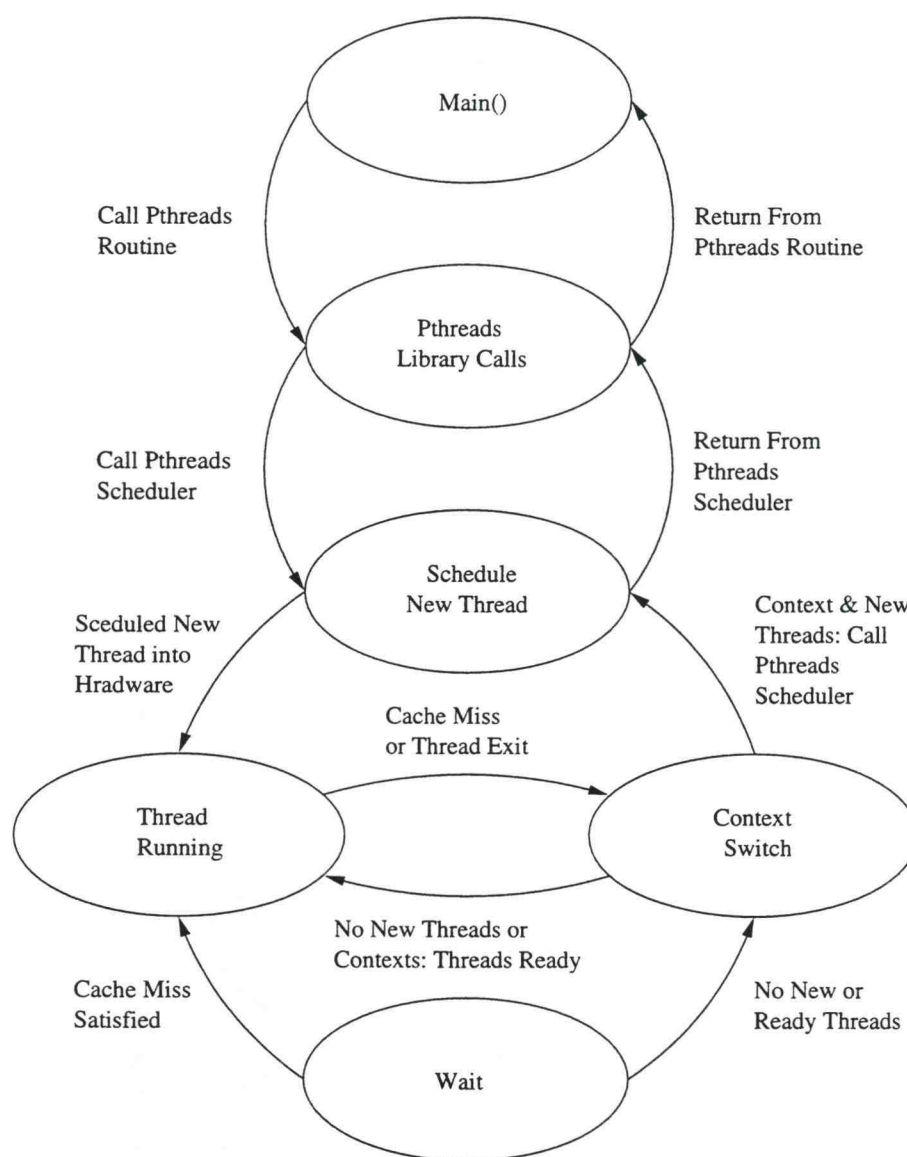 Main()
Call Pthreads
Routine
Return From
Pthreads Routine
Pthreads
Library Calls
Call Pthreads
Scheduler
Return From
Pthreads
Scheduler
Schedule
New Thread
Sceduled New
Thread into
Hradware
Context & New
Threads: Call
Pthreads
Scheduler
Cache Miss
or Thread Exit
Thread
Running
Context
Switch
No New Threads or
Contexts: Threads Ready
Cache Miss
Satisfied
No New or
Ready Threads
Wait